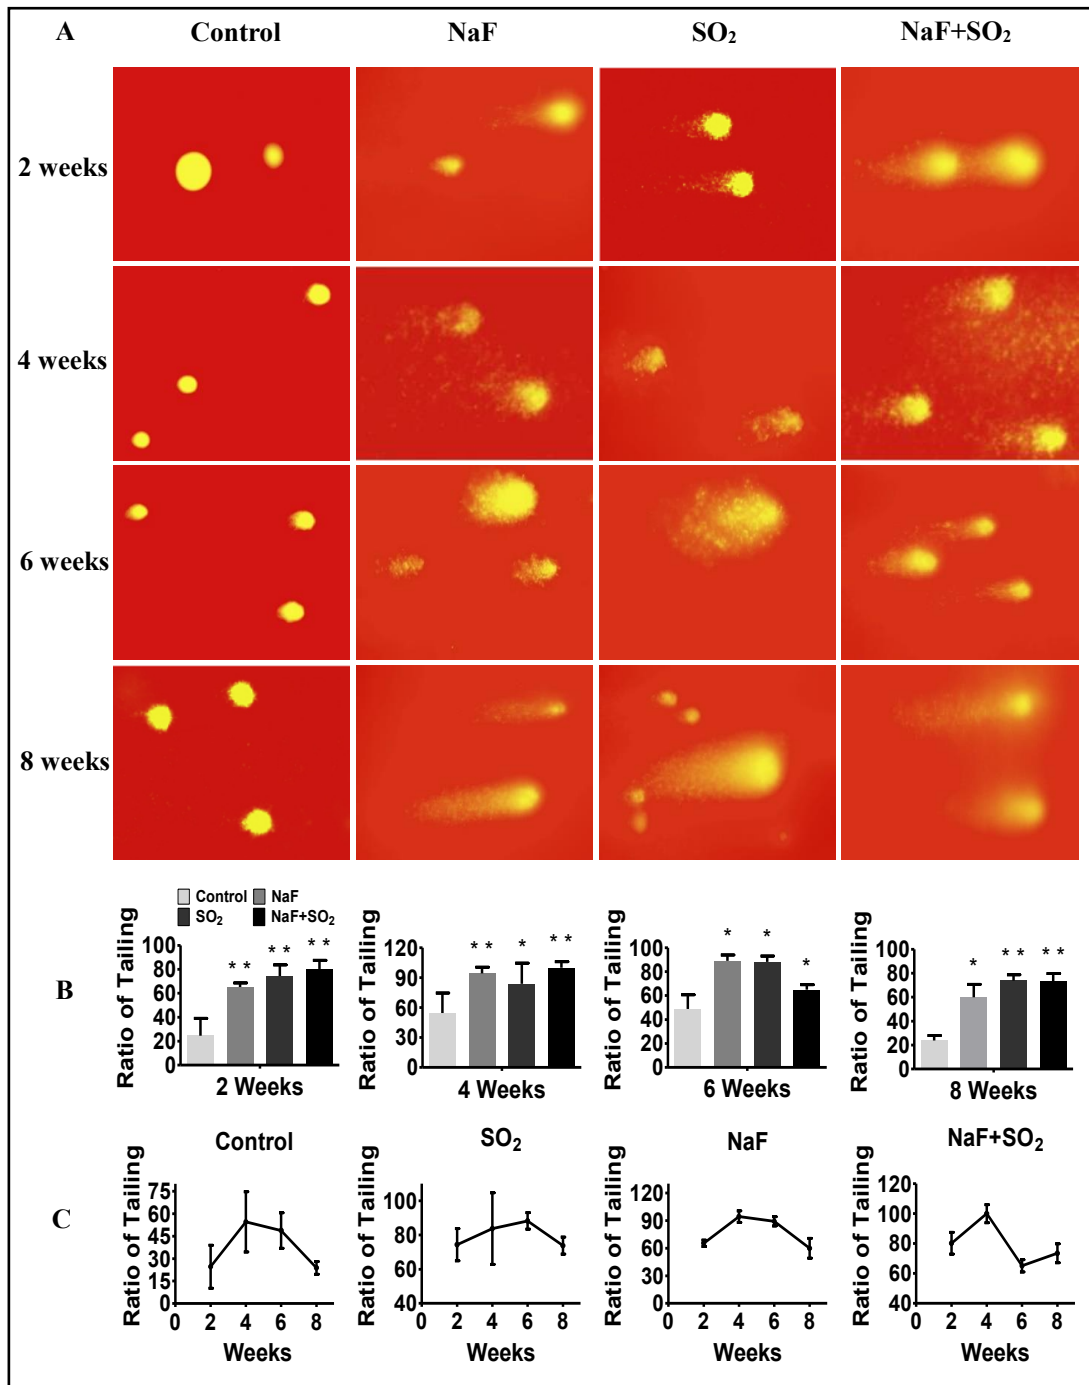 A Control NaF SO₂ NaF+SO₂
2 weeks
4 weeks
6 weeks
8 weeks
B
Control NaF
SO₂ NaF+SO₂
Ratio of Tailing
100
80
60
40
20
0
** ** **
2 Weeks
Ratio of Tailing
120
90
60
30
0
** * **
4 Weeks
Ratio of Tailing
100
80
60
40
20
0
* * *
6 Weeks
Ratio of Tailing
100
80
60
40
20
0
* ** **
8 Weeks
C
Control
Ratio of Tailing
75
60
45
30
15
0 2 4 6 8
Weeks
SO₂
Ratio of Tailing
100
80
60
40
0 2 4 6 8
Weeks
NaF
Ratio of Tailing
120
90
60
30
0
0 2 4 6 8
Weeks
NaF+SO₂
Ratio of Tailing
120
100
80
60
40
0 2 4 6 8
Weeks